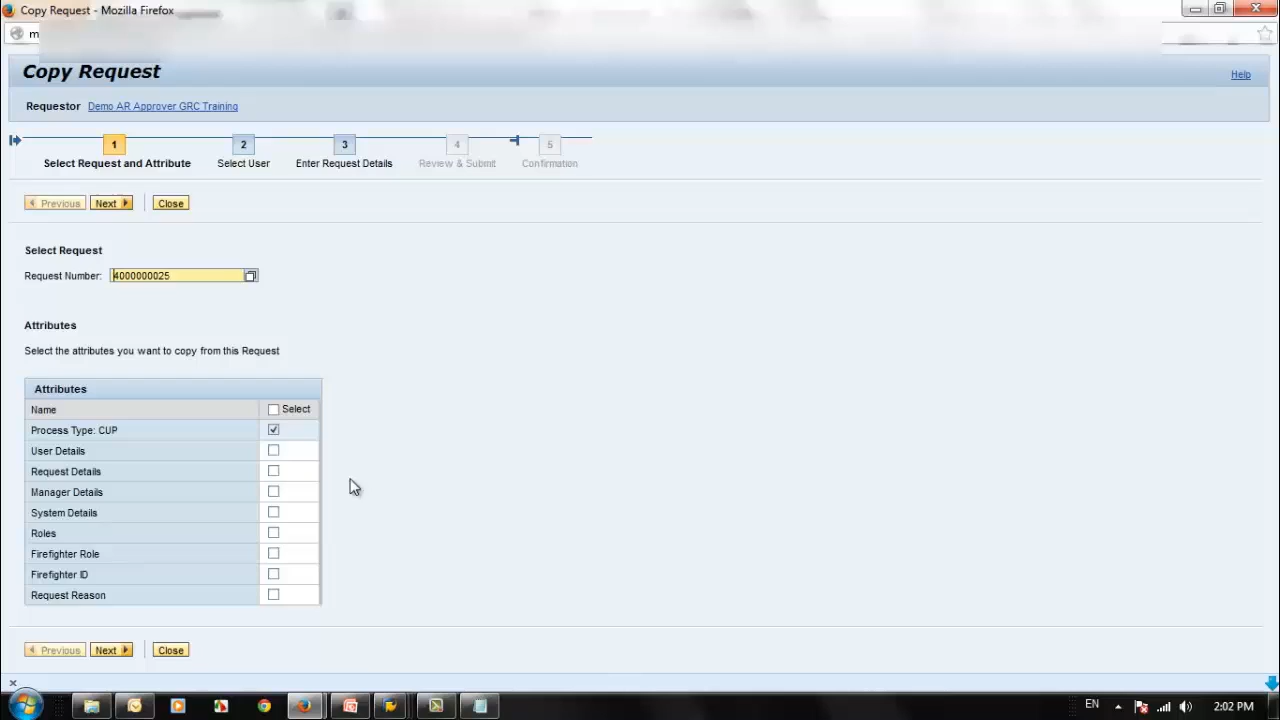 Copy Request - Mozilla Firefox
m
Copy Request
Help
Requestor Demo AR Approver GRC Training
1 2 3 4 5
Select Request and Attribute Select User Enter Request Details Review & Submit Confirmation
Previous Next Close
Select Request
Request Number: 4000000025
Attributes
Select the attributes you want to copy from this Request
Attributes
Name Select
Process Type: CUP
User Details
Request Details
Manager Details
System Details
Roles
Firefighter Role
Firefighter ID
Request Reason
Previous Next Close
EN 2:02 PM